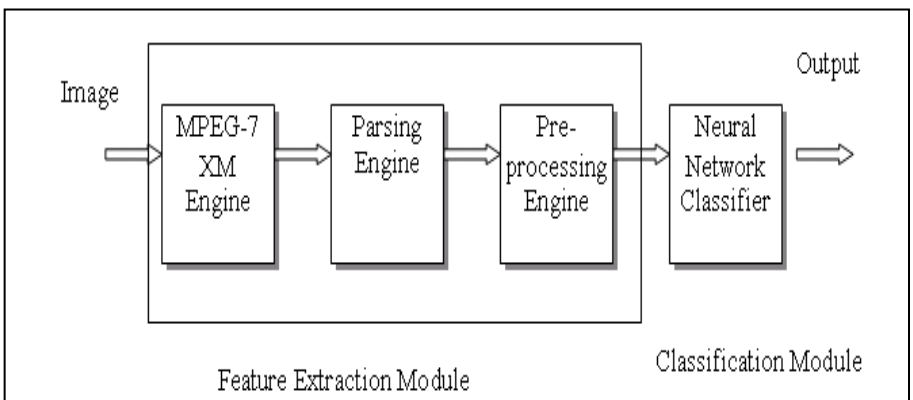 Image
Output
MPEG-7
XM
Engine
Parsing
Engine
Pre-
processing
Engine
Neural
Network
Classifier
Feature Extraction Module
Classification Module